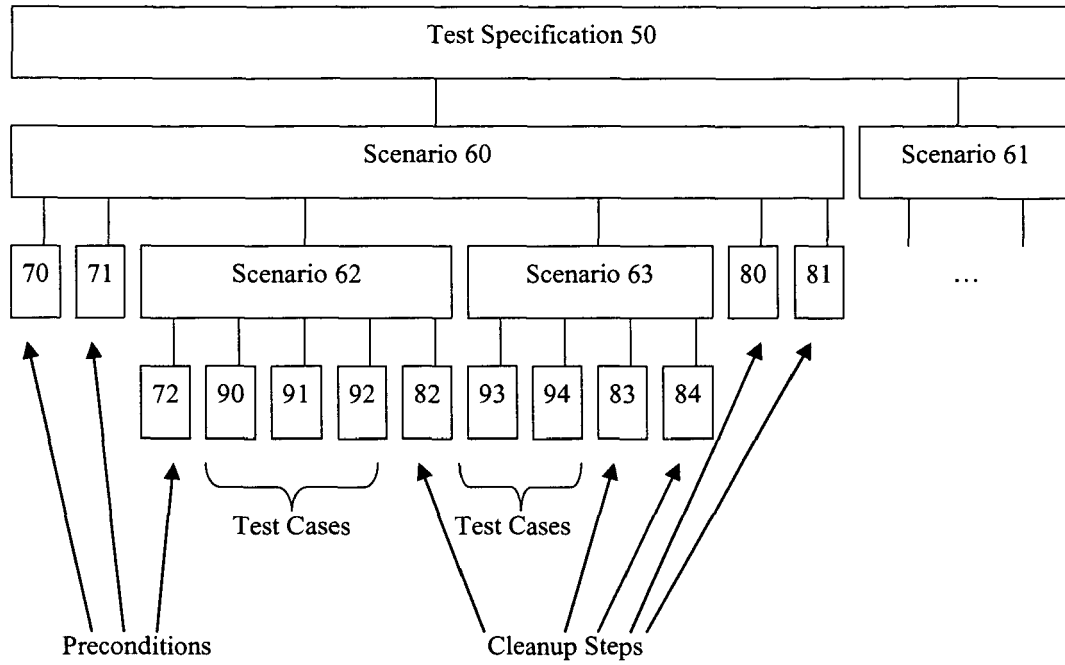 Test Specification 50
Scenario 60
Scenario 61
70
71
Scenario 62
Scenario 63
80
81
...
72
90
91
92
82
93
94
83
84
Test Cases
Test Cases
Preconditions
Cleanup Steps